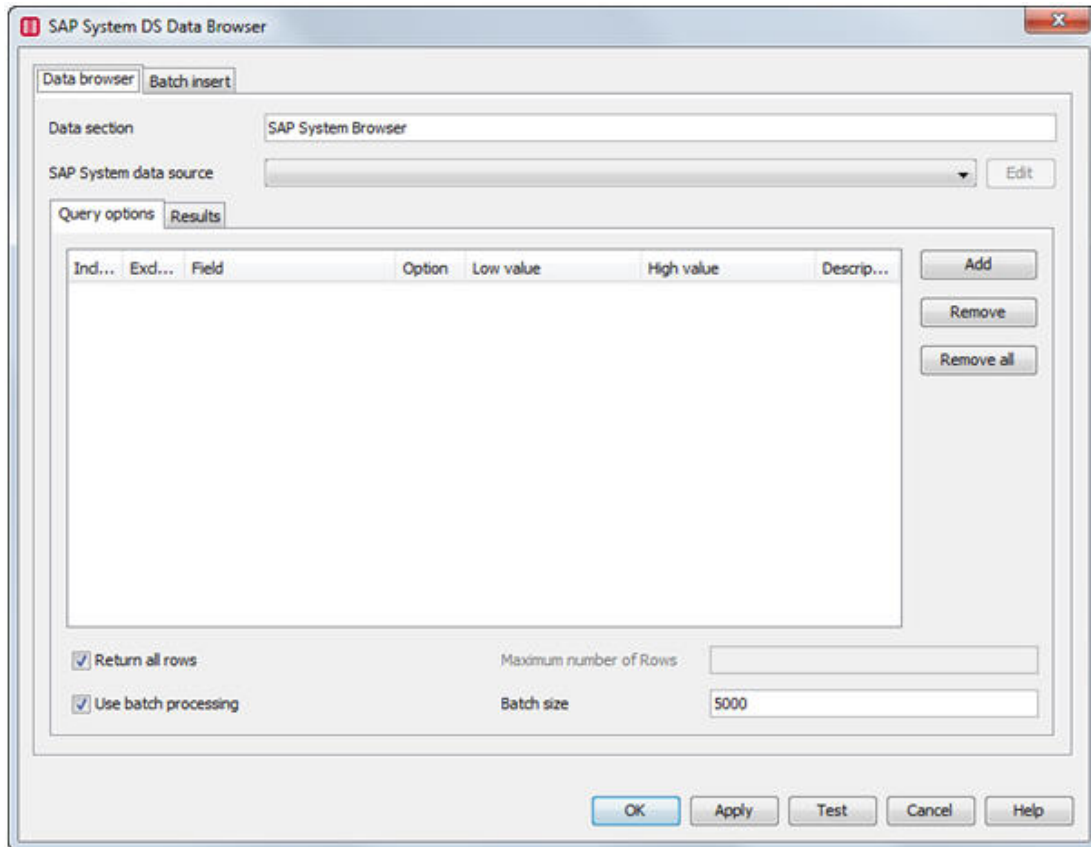 SAP System DS Data Browser
Data browser Batch insert
Data section SAP System Browser
SAP System data source Edit
Query options Results
Ind... Exd... Field Option Low value High value Descrip... Add
Remove
Remove all
Return all rows Maximum number of Rows
Use batch processing Batch size 5000
OK Apply Test Cancel Help